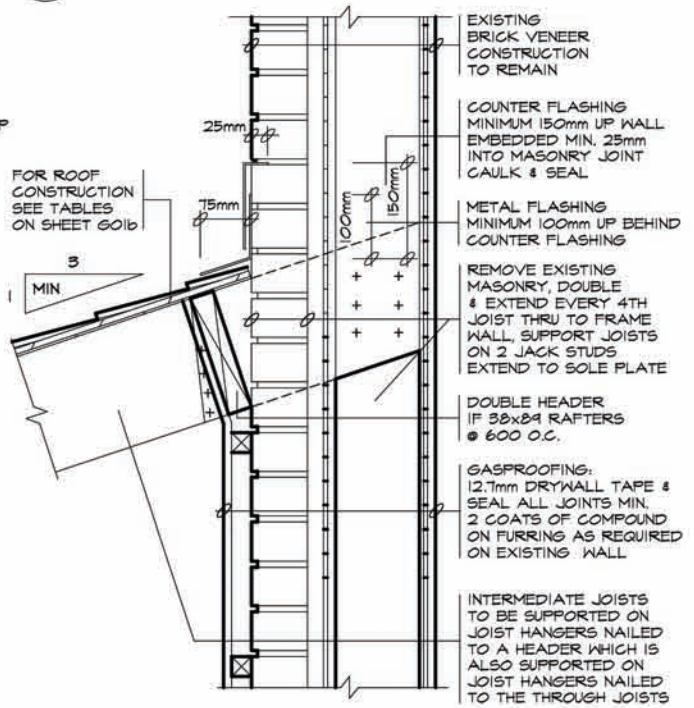 EXISTING
BRICK VENEER
CONSTRUCTION
TO REMAIN
COUNTER FLASHING
MINIMUM 150mm UP WALL
EMBEDDED MIN. 25mm
INTO MASONRY JOINT
CAULK & SEAL
METAL FLASHING
MINIMUM 100mm UP BEHIND
COUNTER FLASHING
REMOVE EXISTING
MASONRY, DOUBLE
& EXTEND EVERY 4TH
JOIST THRU TO FRAME
WALL, SUPPORT JOISTS
ON 2 JACK STUDS
EXTEND TO SOLE PLATE
DOUBLE HEADER
IF 38x89 RAFTERS
@ 600 O.C.
GASPROOFING:
12.7mm DRYWALL TAPE &
SEAL ALL JOINTS MIN.
2 COATS OF COMPOUND
ON FURRING AS REQUIRED
ON EXISTING WALL
INTERMEDIATE JOISTS
TO BE SUPPORTED ON
JOIST HANGERS NAILED
TO A HEADER WHICH IS
ALSO SUPPORTED ON
JOIST HANGERS NAILED
TO THE THROUGH JOISTS
25mm
75mm
100mm
150mm
FOR ROOF
CONSTRUCTION
SEE TABLES
ON SHEET G01b
3
1
MIN